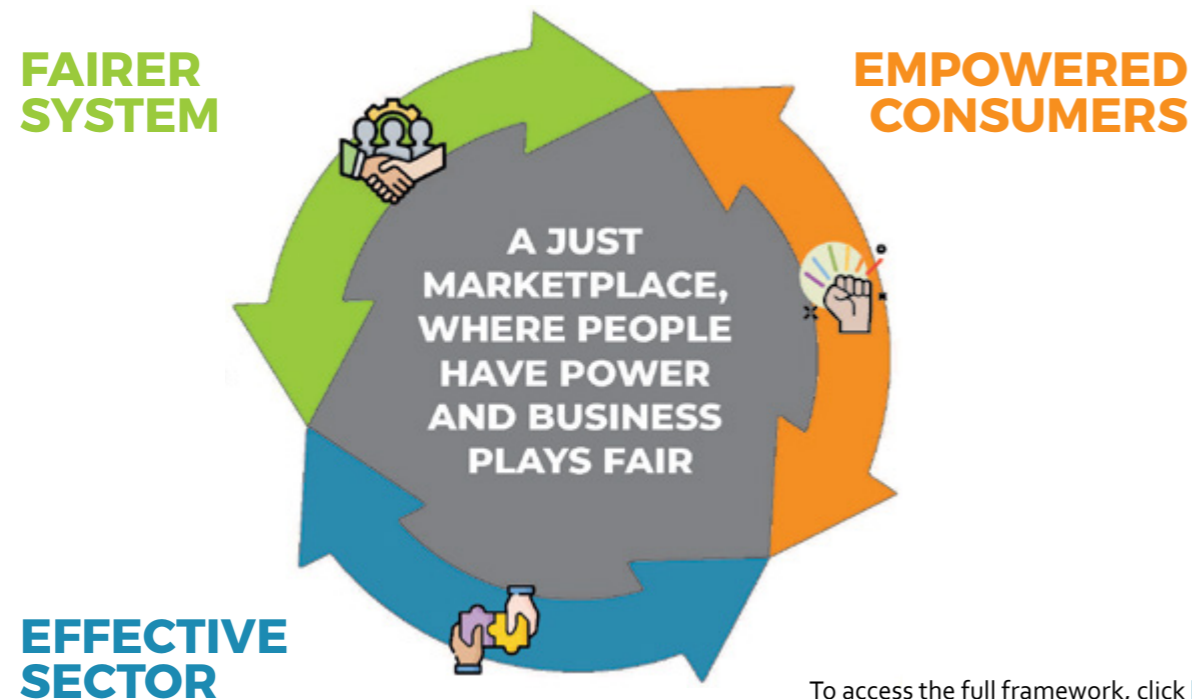 FAIRER
SYSTEM
EMPOWERED
CONSUMERS
A JUST
MARKETPLACE,
WHERE PEOPLE
HAVE POWER
AND BUSINESS
PLAYS FAIR
EFFECTIVE
SECTOR
To access the full framework, click